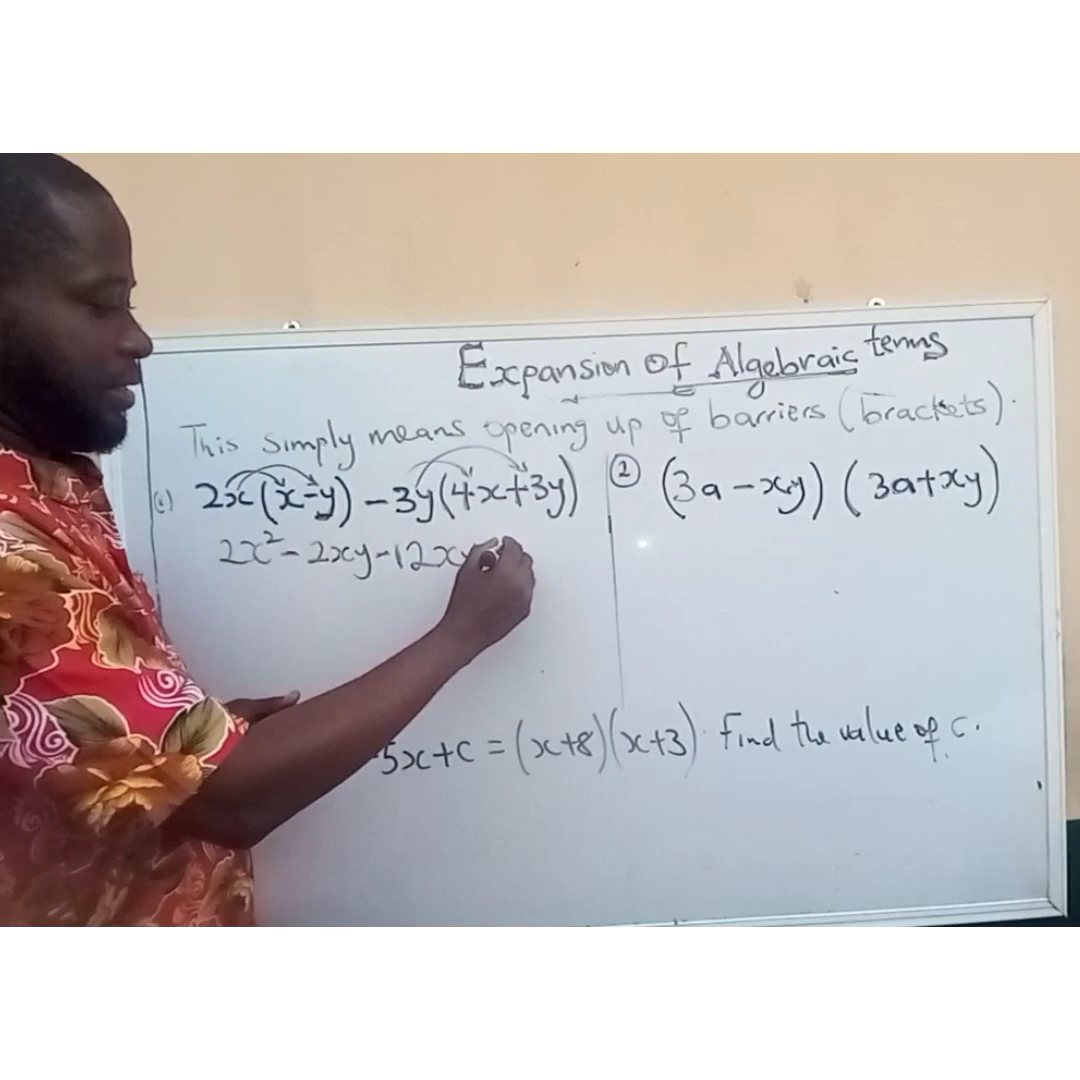 Expansion of Algebraic terms
This simply means opening up of barriers (brackets).
2x(x-y) - 3y(4x+3y)
2x² - 2xy - 12xy
② (3a - xy) (3a + xy)
5x + c = (x+8)(x+3). Find the value of c.